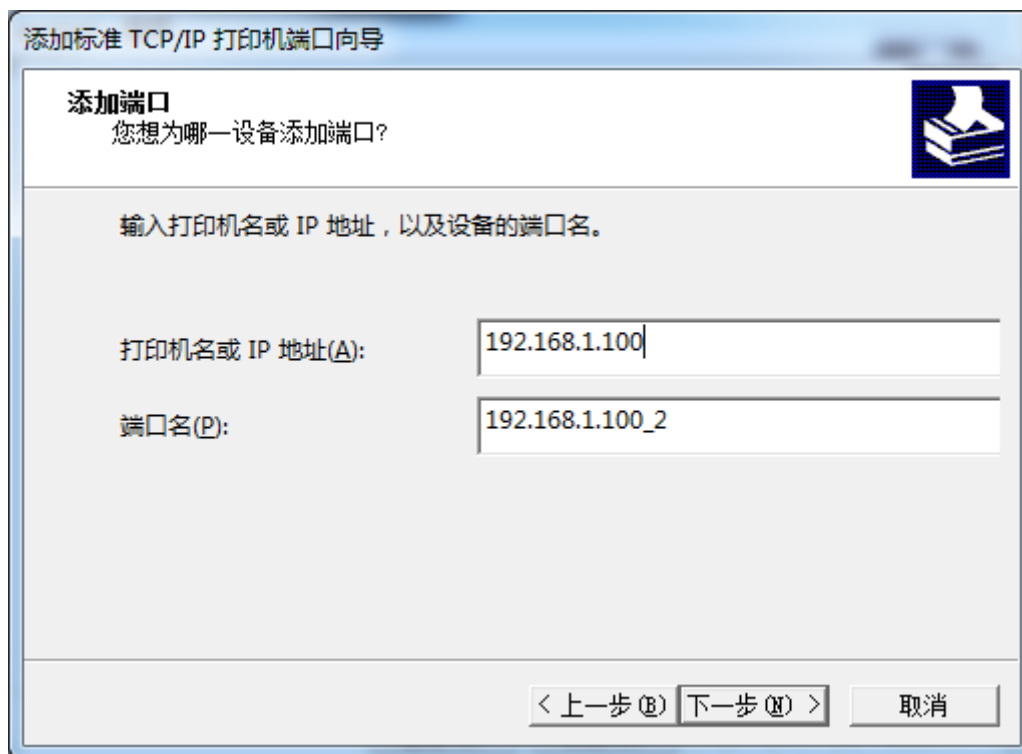 添加标准 TCP/IP 打印机端口向导
添加端口
您想为哪一设备添加端口?
输入打印机名或 IP 地址，以及设备的端口名。
打印机名或 IP 地址(A): 192.168.1.100
端口名(P): 192.168.1.100_2
< 上一步(B) 下一步(N) > 取消